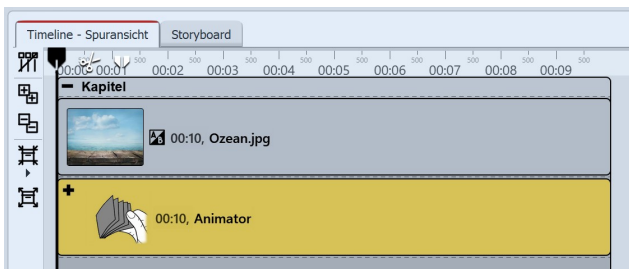 Timeline - Spuransicht Storyboard
500 500 500 500 500 500 500 500 500
00:00 00:01 00:02 00:03 00:04 00:05 00:06 00:07 00:08 00:09
Kapitel
A B 00:10, Ozean.jpg
00:10, Animator